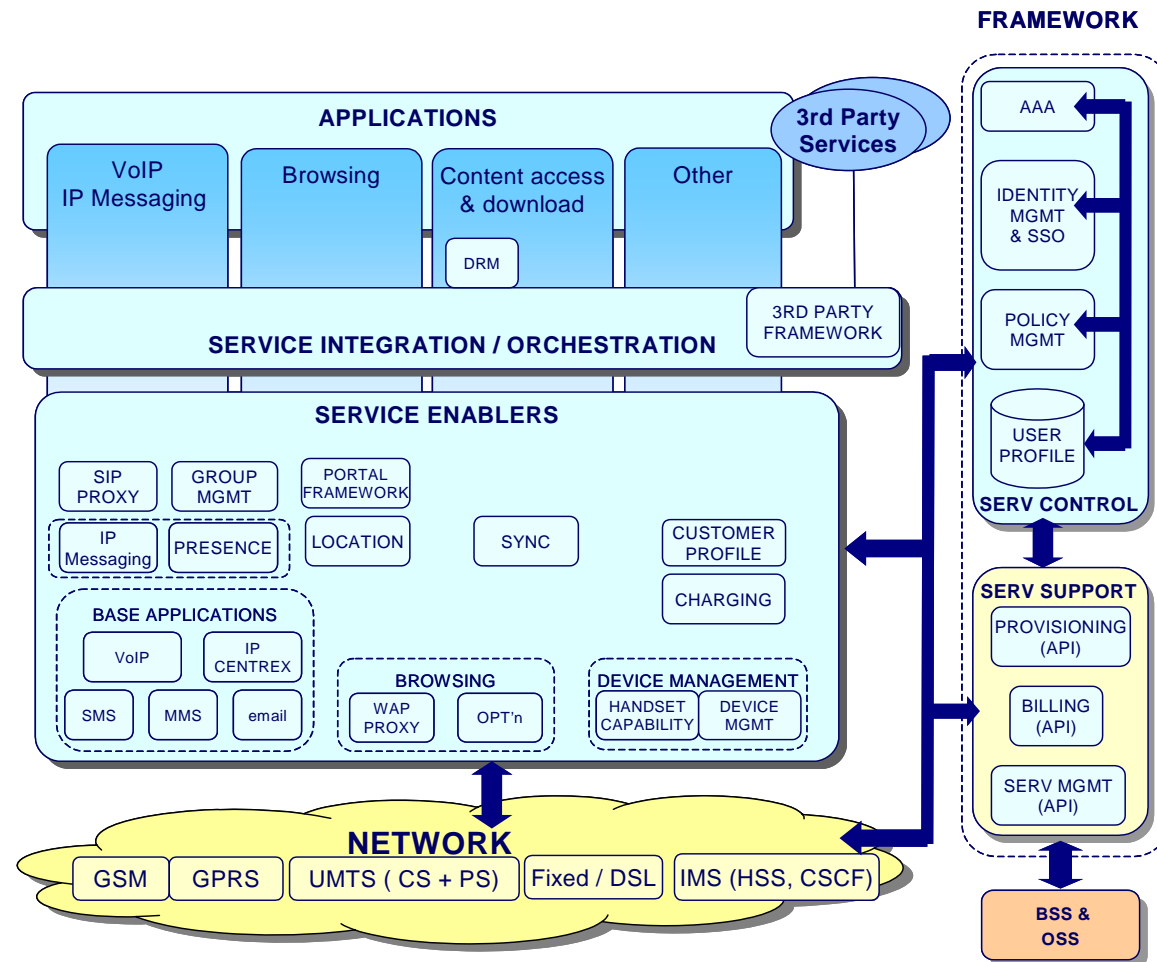 FRAMEWORK
APPLICATIONS
3rd Party
Services
VoIP
IP Messaging
Browsing
Content access
& download
Other
DRM
3RD PARTY
FRAMEWORK
SERVICE INTEGRATION / ORCHESTRATION
SERVICE ENABLERS
SIP
PROXY
GROUP
MGMT
PORTAL
FRAMEWORK
IP
Messaging
PRESENCE
LOCATION
SYNC
CUSTOMER
PROFILE
CHARGING
BASE APPLICATIONS
VoIP
IP
CENTREX
SMS
MMS
email
BROWSING
WAP
PROXY
OPT'n
DEVICE MANAGEMENT
HANDSET
CAPABILITY
DEVICE
MGMT
NETWORK
GSM
GPRS
UMTS ( CS + PS)
Fixed / DSL
IMS (HSS, CSCF)
AAA
IDENTITY
MGMT
& SSO
POLICY
MGMT
USER
PROFILE
SERV CONTROL
SERV SUPPORT
PROVISIONING
(API)
BILLING
(API)
SERV MGMT
(API)
BSS &
OSS